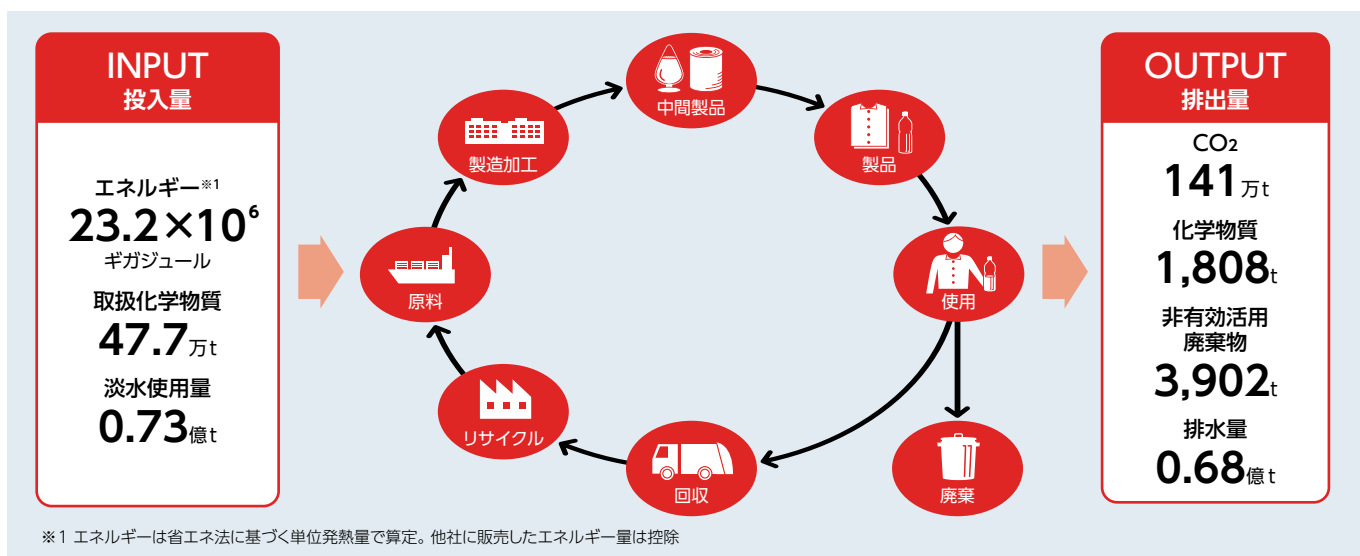 INPUT
投入量
エネルギー※1
23.2×10⁶
ギガジュール
取扱化学物質
47.7万t
淡水使用量
0.73億t
中間製品
製造加工
製品
原料
使用
リサイクル
回収
廃棄
OUTPUT
排出量
CO₂
141万t
化学物質
1,808t
非有効活用
廃棄物
3,902t
排水量
0.68億t
※1 エネルギーは省エネ法に基づく単位発熱量で算定。他社に販売したエネルギー量は控除